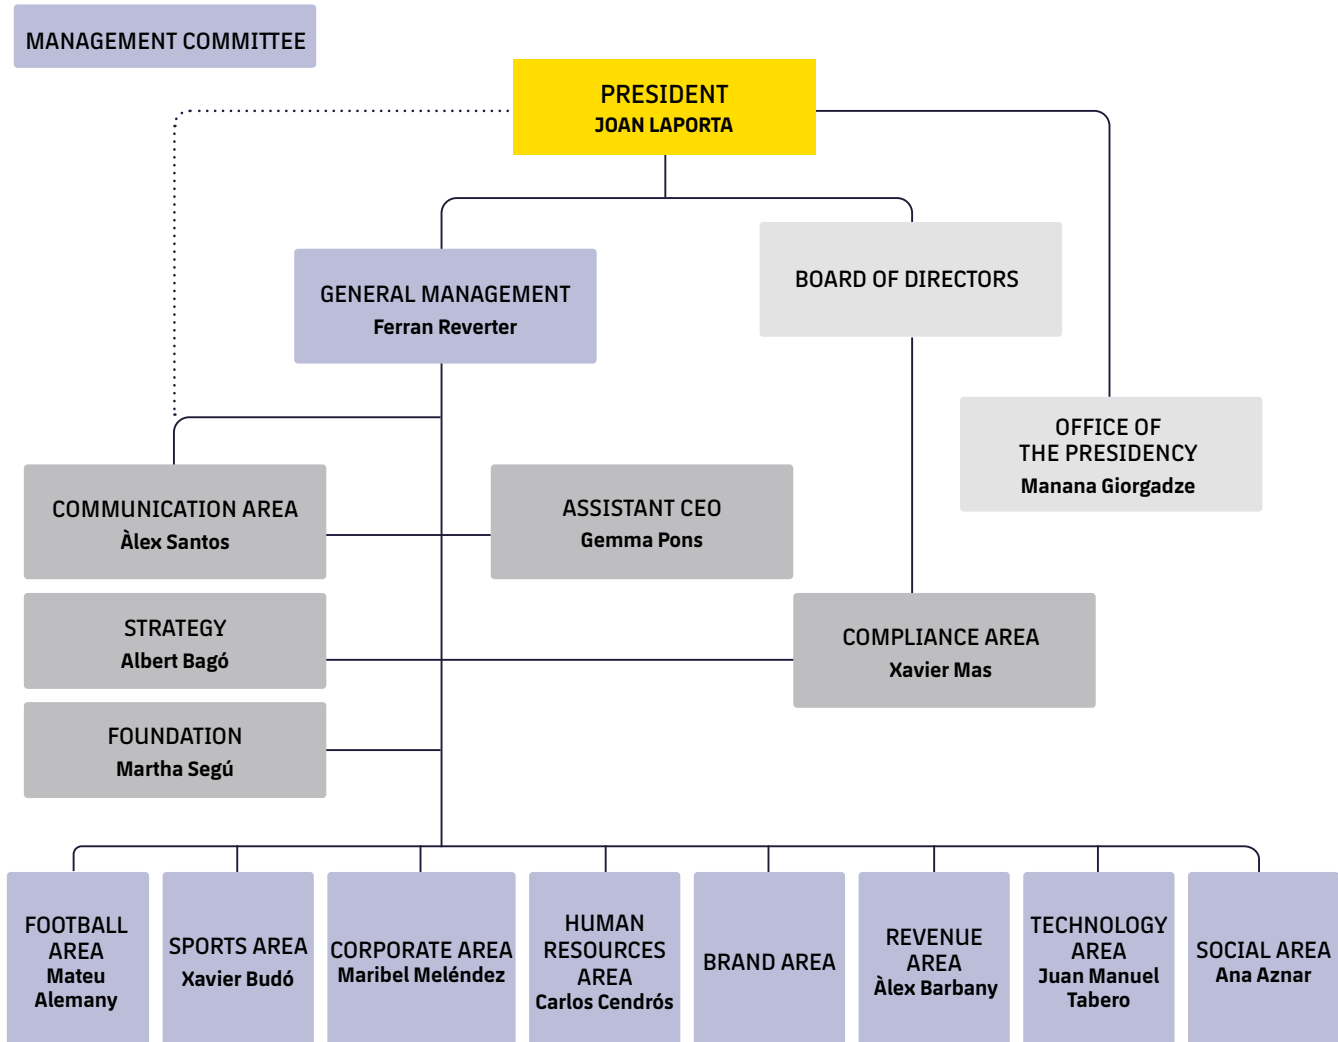 MANAGEMENT COMMITTEE
PRESIDENT
JOAN LAPORTA
GENERAL MANAGEMENT
Ferran Reverter
BOARD OF DIRECTORS
OFFICE OF
THE PRESIDENCY
Manana Giorgadze
COMMUNICATION AREA
Àlex Santos
ASSISTANT CEO
Gemma Pons
STRATEGY
Albert Bagó
COMPLIANCE AREA
Xavier Mas
FOUNDATION
Martha Segú
FOOTBALL
AREA
Mateu
Alemany
SPORTS AREA
Xavier Budó
CORPORATE AREA
Maribel Meléndez
HUMAN
RESOURCES
AREA
Carlos Cendrós
BRAND AREA
REVENUE
AREA
Àlex Barbany
TECHNOLOGY
AREA
Juan Manuel
Tabero
SOCIAL AREA
Ana Aznar